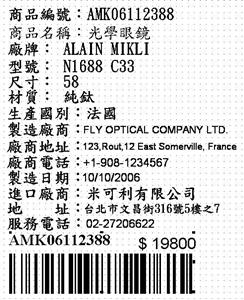 商品編號：AMK06112388
商品名稱：光學眼鏡
廠牌： ALAIN MIKLI
型號： N1688 C33
尺寸： 58
材質： 純鈦
生產國別：法國
製造廠商：FLY OPTICAL COMPANY LTD.
廠商地址：123,Rout,12 East Somerville, France
廠商電話：+1-908-1234567
製造日期：10/10/2006
進口廠商：米可利有限公司
地 址：台北市文昌街316號5樓之7
服務電話：02-27206622
AMK06112388 $ 19800